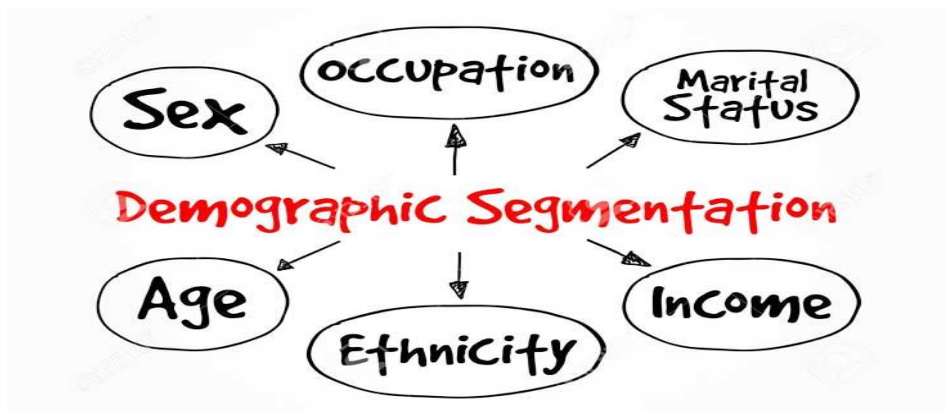 occupation
Sex
Marital
Status
Demographic Segmentation
Age
Income
Ethnicity